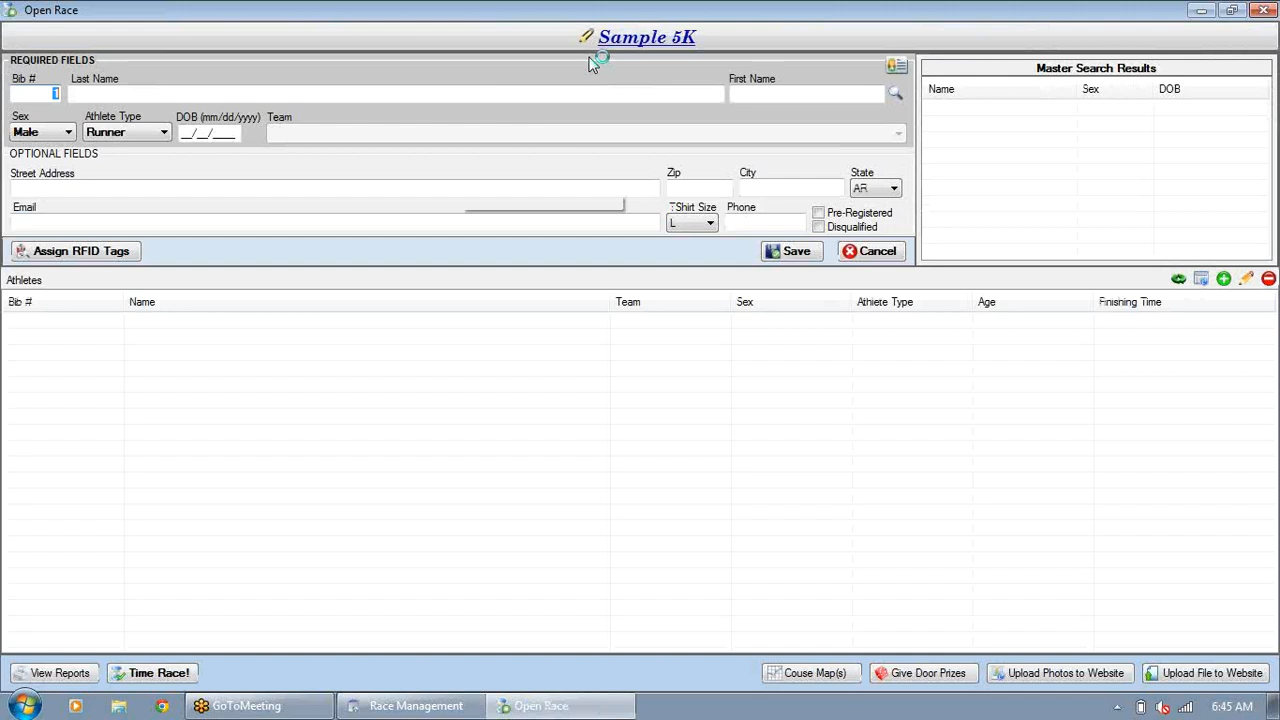 Open Race
Sample 5K
REQUIRED FIELDS
Bib # Last Name First Name
1
Sex Athlete Type DOB (mm/dd/yyyy) Team
Male Runner __/__/____
OPTIONAL FIELDS
Street Address Zip City State
AR
Email TShirt Size Phone
L
Pre-Registered
Disqualified
Assign RFID Tags Save Cancel
Master Search Results
Name Sex DOB
Athletes
Bib # Name Team Sex Athlete Type Age Finishing Time
View Reports Time Race! Couse Map(s) Give Door Prizes Upload Photos to Website Upload File to Website
GoToMeeting Race Management Open Race 6:45 AM